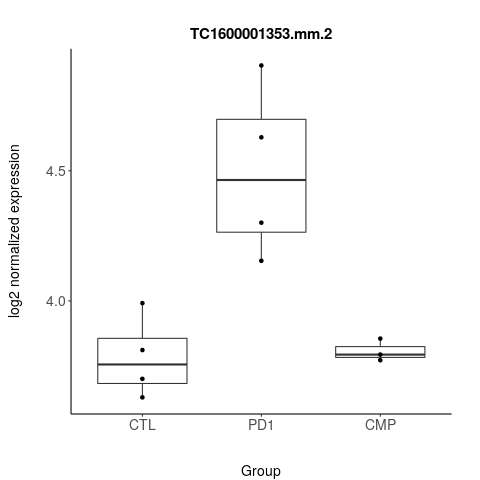 TC1600001353.mm.2
log2 normalized expression
4.5
4.0
CTL
PD1
CMP
Group